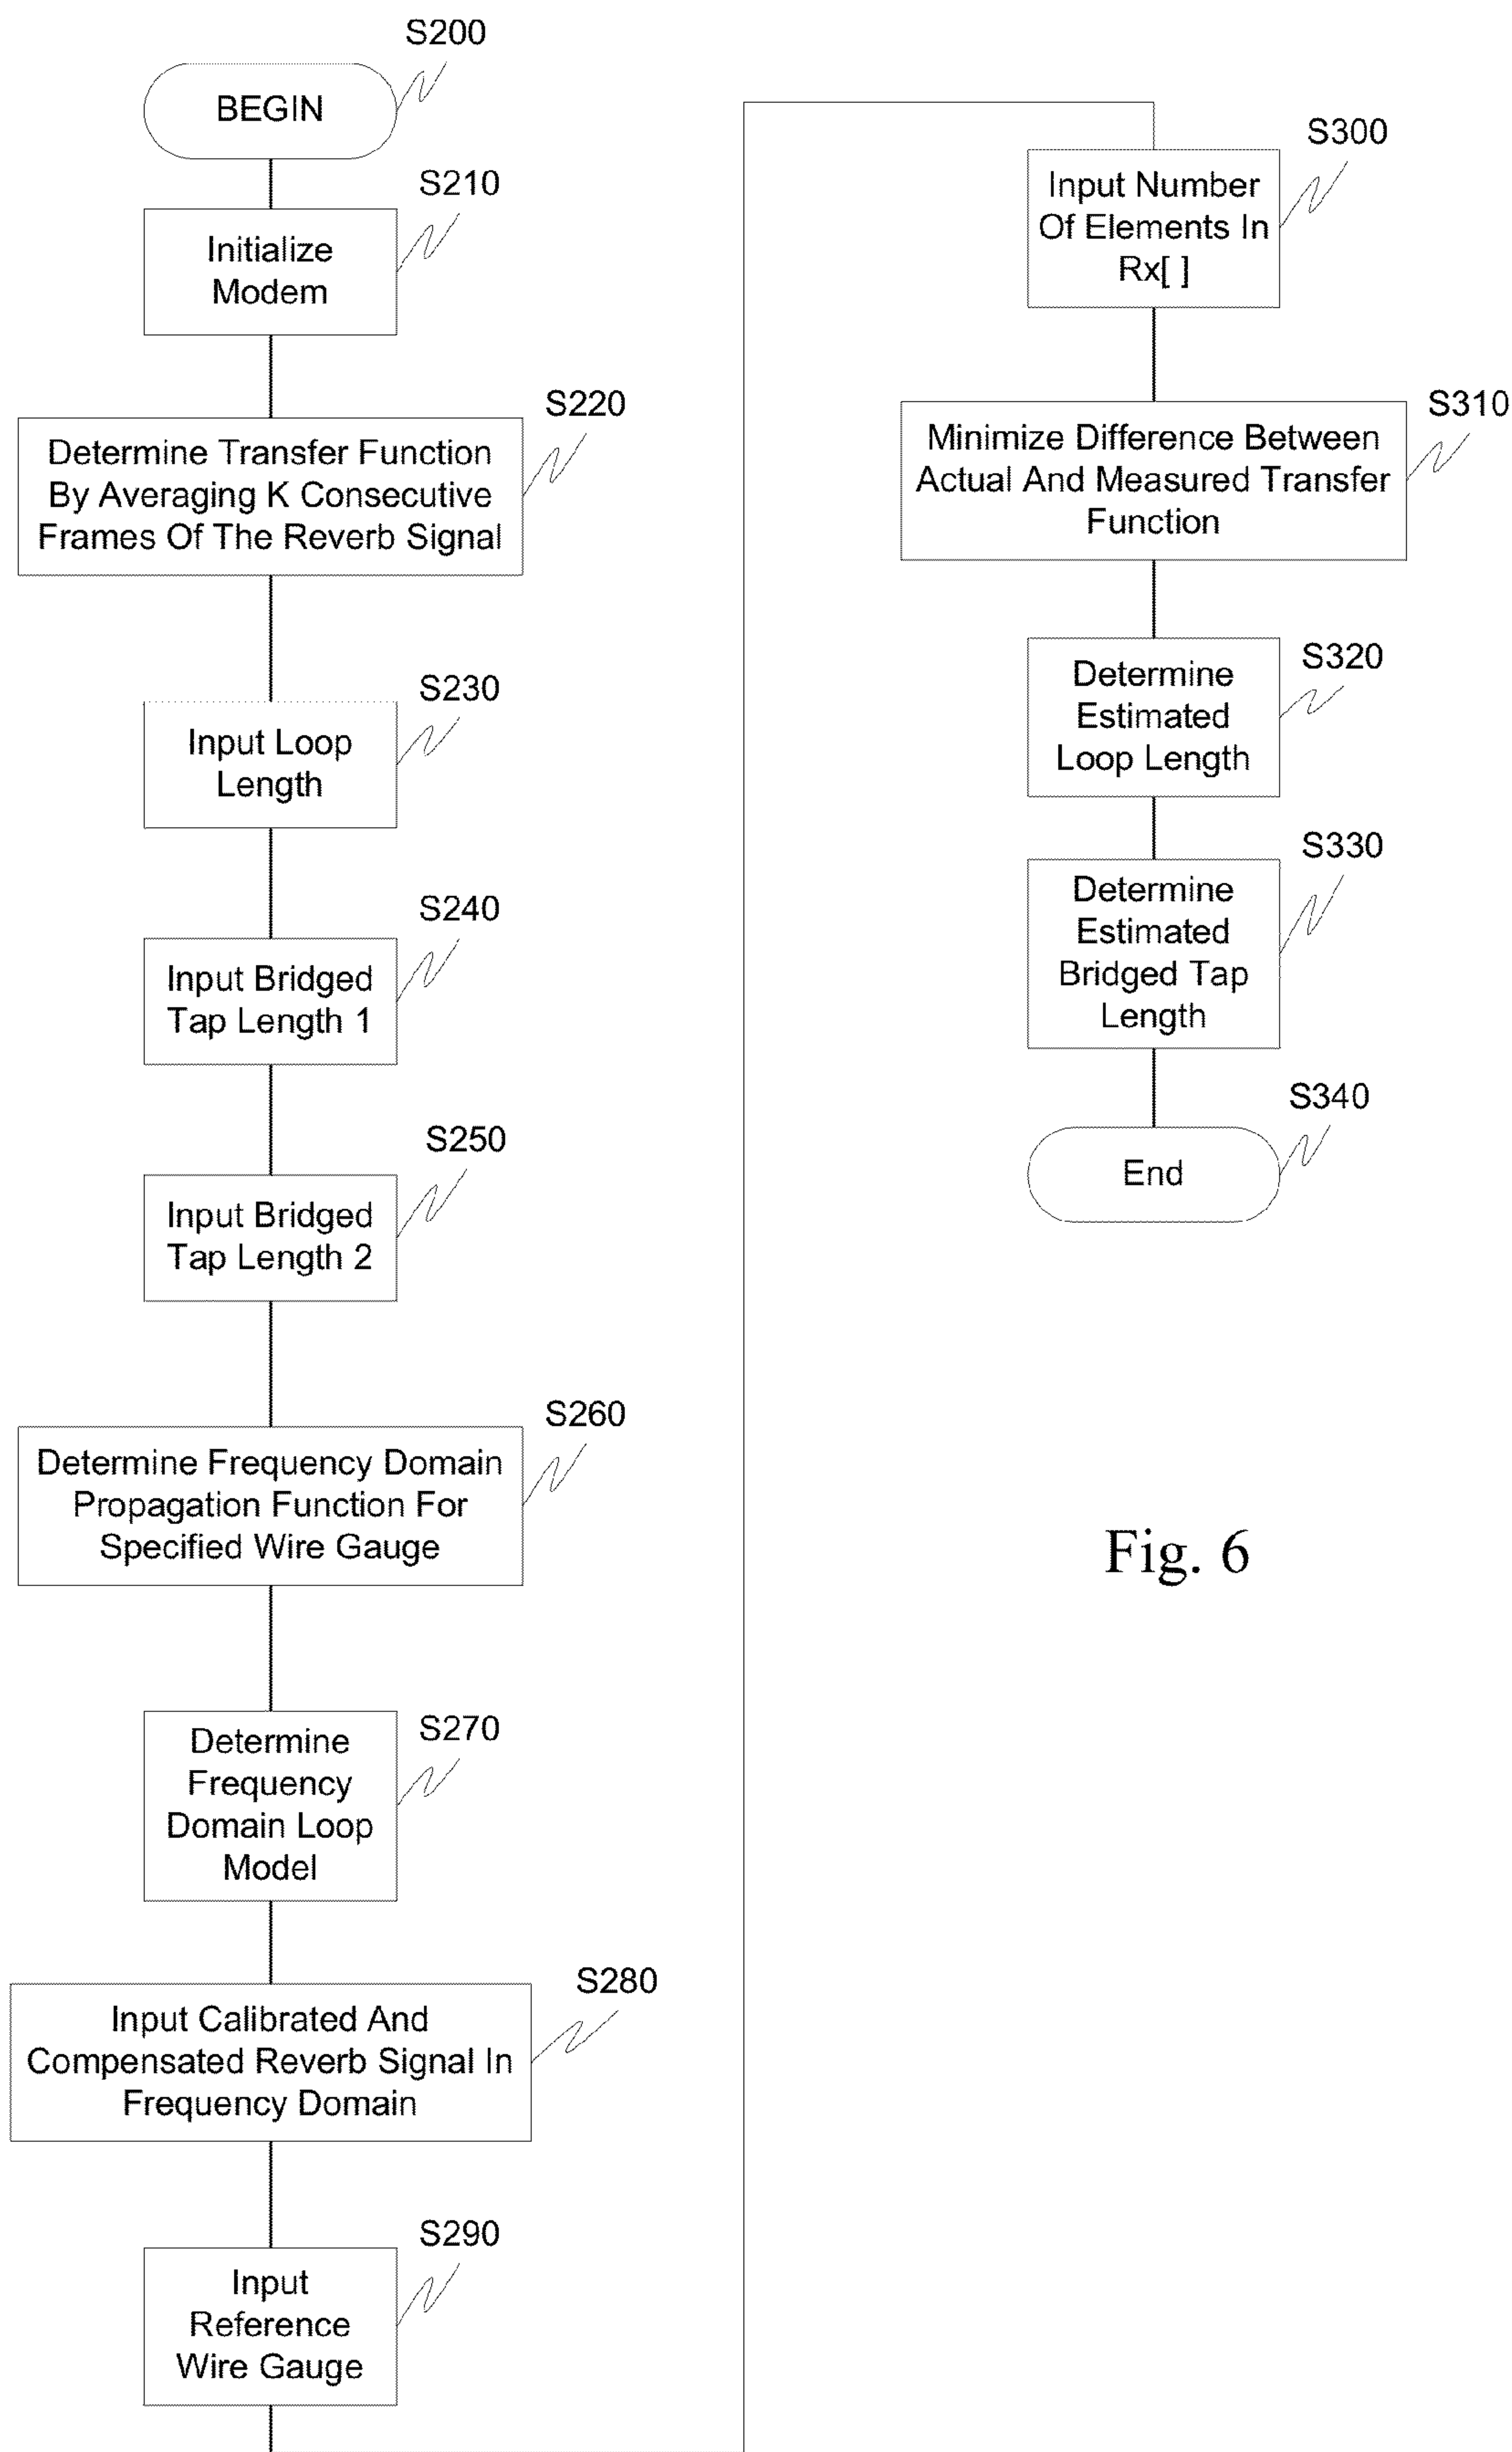 S200
BEGIN
S210
Initialize
Modem
S220
Determine Transfer Function
By Averaging K Consecutive
Frames Of The Reverb Signal
S230
Input Loop
Length
S240
Input Bridged
Tap Length 1
S250
Input Bridged
Tap Length 2
S260
Determine Frequency Domain
Propagation Function For
Specified Wire Gauge
S270
Determine
Frequency
Domain Loop
Model
S280
Input Calibrated And
Compensated Reverb Signal In
Frequency Domain
S290
Input
Reference
Wire Gauge
S300
Input Number
Of Elements In
Rx[ ]
S310
Minimize Difference Between
Actual And Measured Transfer
Function
S320
Determine
Estimated
Loop Length
S330
Determine
Estimated
Bridged Tap
Length
S340
End
Fig. 6